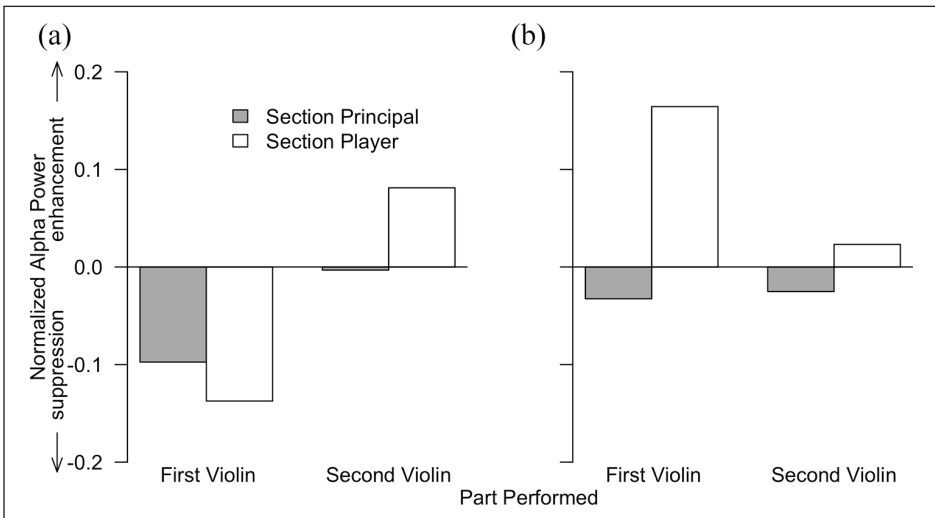 (a)
(b)
Normalized Alpha Power
suppression enhancement
0.2
0.1
0.0
-0.1
-0.2
Section Principal
Section Player
First Violin
Second Violin
First Violin
Second Violin
Part Performed